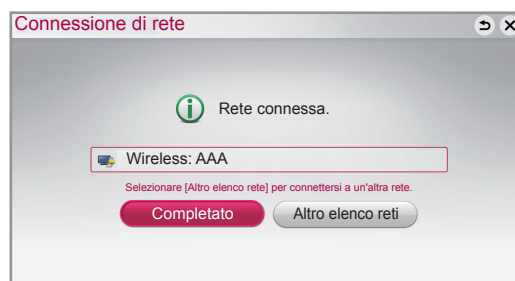 Connessione di rete
Rete connessa.
Wireless: AAA
Selezionare [Altro elenco rete] per connettersi a un'altra rete.
Completato
Altro elenco reti